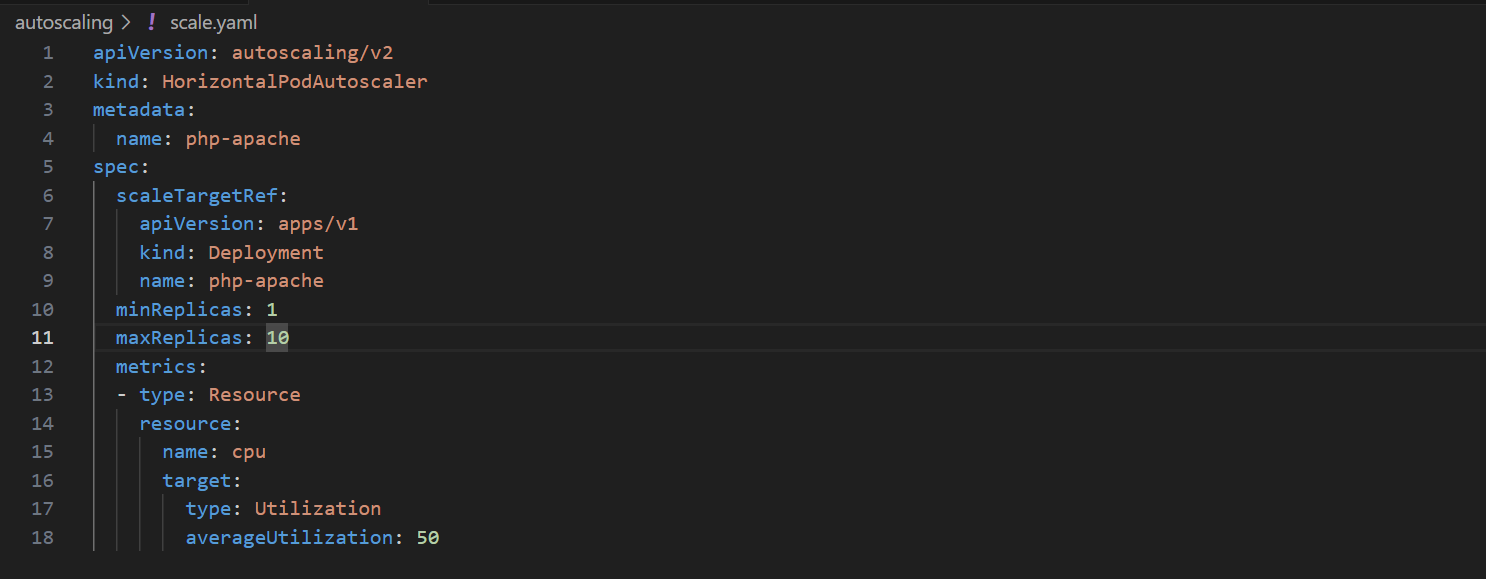 autoscaling > ! scale.yaml
1 apiVersion: autoscaling/v2
2 kind: HorizontalPodAutoscaler
3 metadata:
4   name: php-apache
5 spec:
6   scaleTargetRef:
7     apiVersion: apps/v1
8     kind: Deployment
9     name: php-apache
10   minReplicas: 1
11   maxReplicas: 10
12   metrics:
13   - type: Resource
14     resource:
15       name: cpu
16       target:
17         type: Utilization
18         averageUtilization: 50